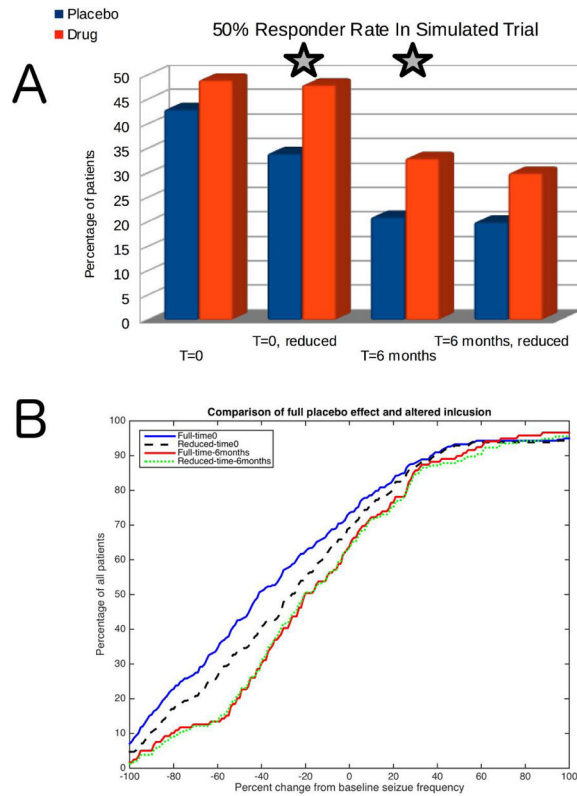 Placebo
Drug
50% Responder Rate In Simulated Trial
A
Percentage of patients
50
45
40
35
30
25
20
15
10
5
0
T=0
T=0, reduced
T=6 months
T=6 months, reduced
B
Comparison of full placebo effect and altered inlcusion
Full-time0
Reduced-time0
Full-time-6months
Reduced-time-6months
Percentage of all patients
100
90
80
70
60
50
40
30
20
10
0
-100 -80 -60 -40 -20 0 20 40 60 80 100
Percent change from baseline seizue frequency